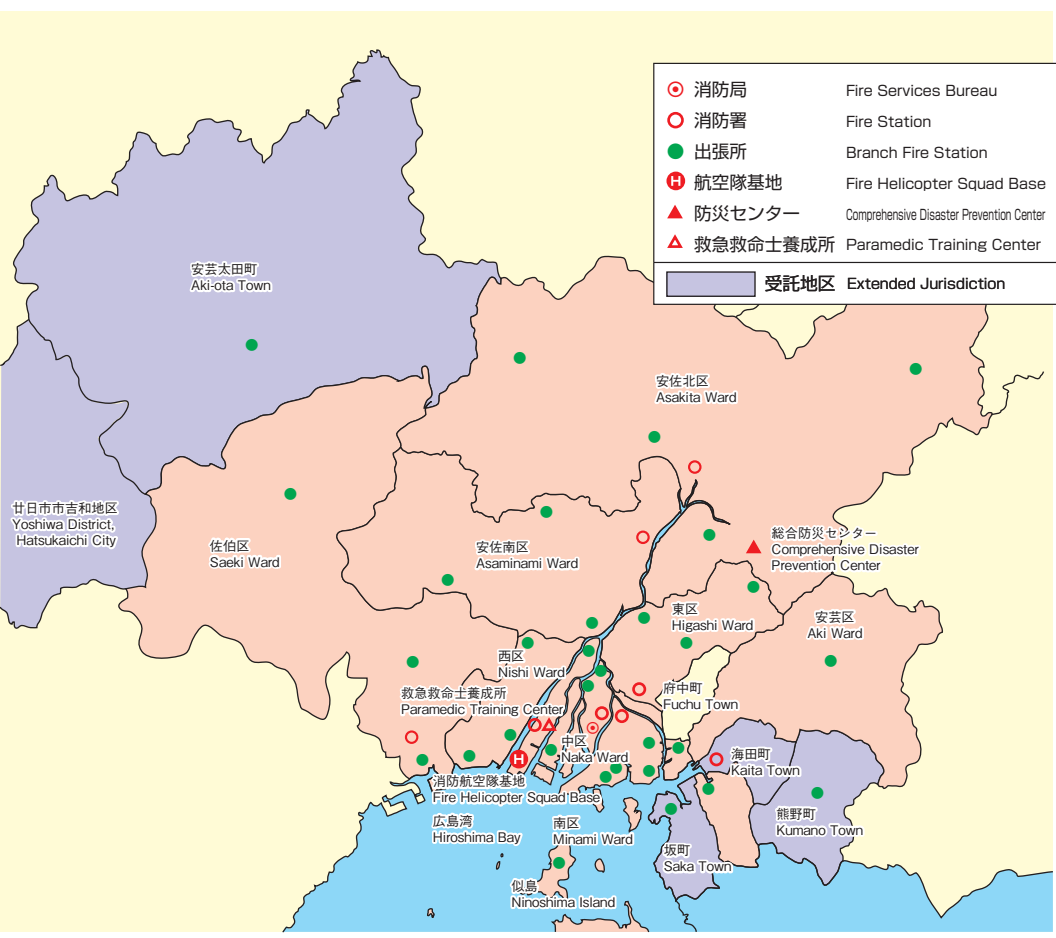 消防局 Fire Services Bureau
消防署 Fire Station
出張所 Branch Fire Station
H 航空隊基地 Fire Helicopter Squad Base
防災センター Comprehensive Disaster Prevention Center
救急救命士養成所 Paramedic Training Center
受託地区 Extended Jurisdiction
安芸太田町
Aki-ota Town
安佐北区
Asakita Ward
廿日市市吉和地区
Yoshiwa District,
Hatsukaichi City
佐伯区
Saeki Ward
安佐南区
Asaminami Ward
総合防災センター
Comprehensive Disaster
Prevention Center
東区
Higashi Ward
安芸区
Aki Ward
西区
Nishi Ward
府中町
Fuchu Town
救急救命士養成所
Paramedic Training Center
中区
Naka Ward
海田町
Kaita Town
H
消防航空隊基地
Fire Helicopter Squad Base
熊野町
Kumano Town
広島湾
Hiroshima Bay
南区
Minami Ward
坂町
Saka Town
似島
Ninoshima Island